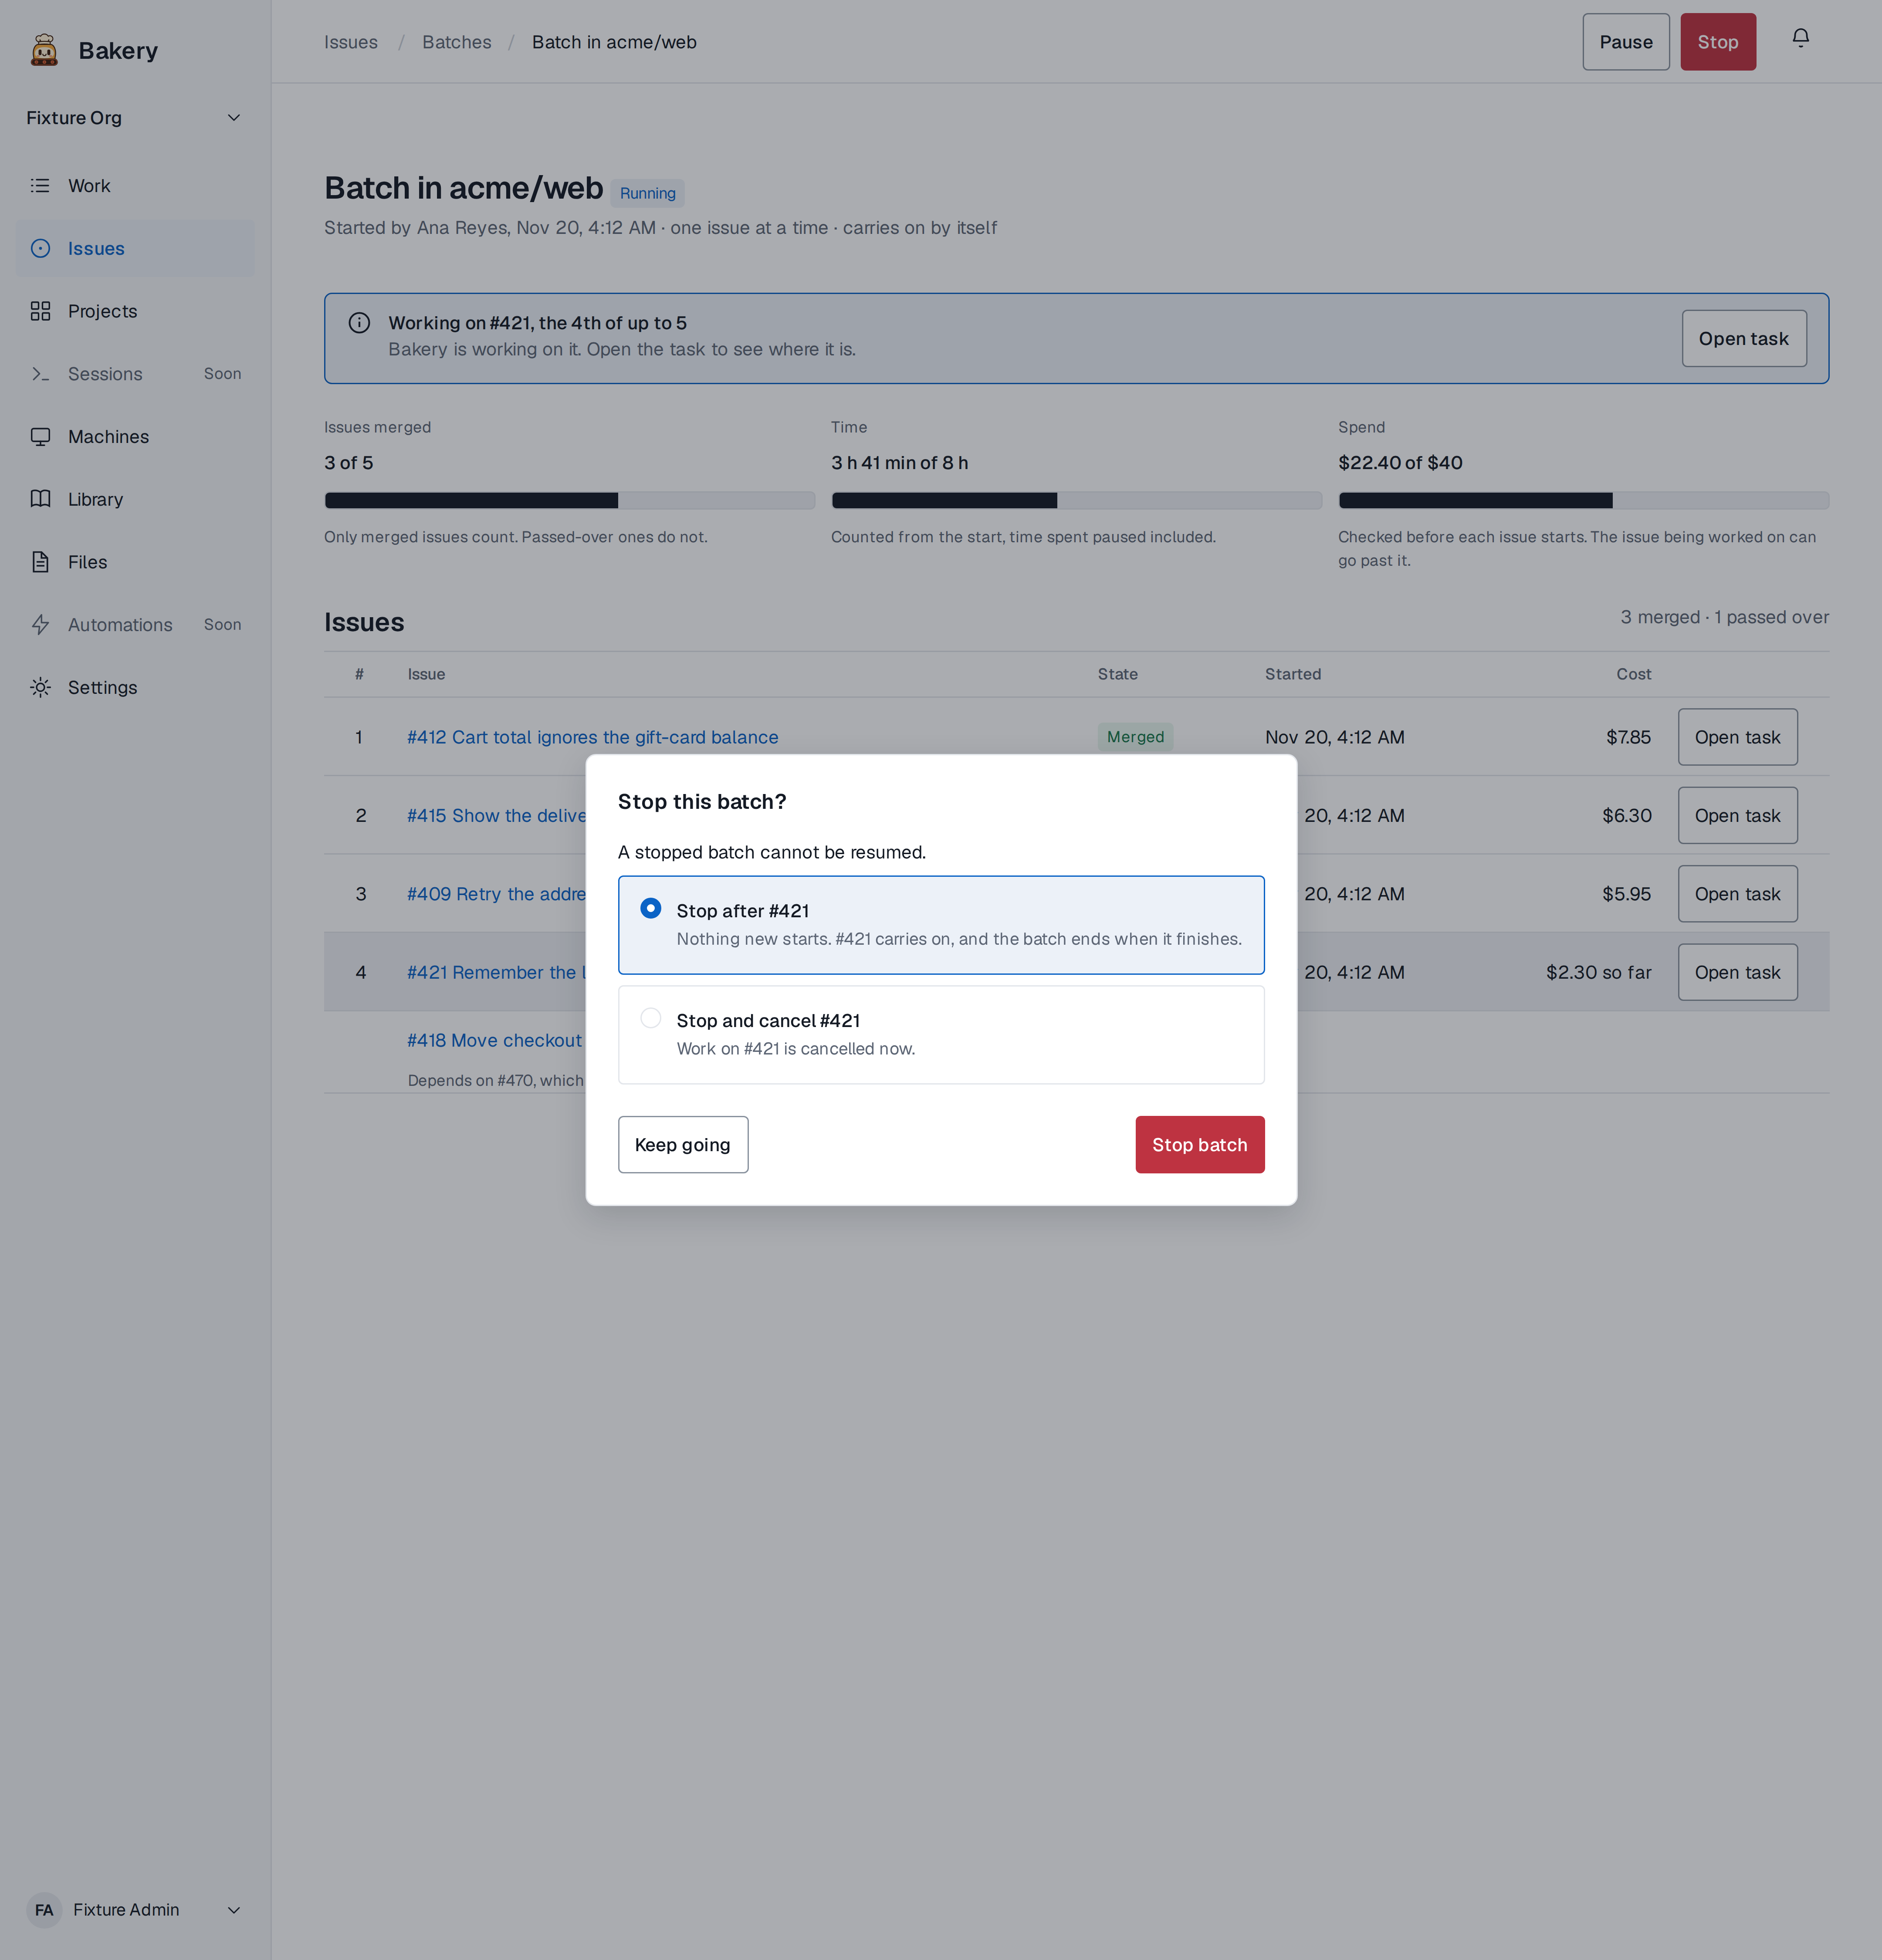 Bakery
Fixture Org
Work
Issues
Projects
Sessions Soon
Machines
Library
Files
Automations Soon
Settings
FA Fixture Admin
Issues / Batches / Batch in acme/web
Pause
Stop
Batch in acme/web Running
Started by Ana Reyes, Nov 20, 4:12 AM · one issue at a time · carries on by itself
Working on #421, the 4th of up to 5
Bakery is working on it. Open the task to see where it is.
Open task
Issues merged
3 of 5
Only merged issues count. Passed-over ones do not.
Time
3 h 41 min of 8 h
Counted from the start, time spent paused included.
Spend
$22.40 of $40
Checked before each issue starts. The issue being worked on can
go past it.
Issues
3 merged · 1 passed over
# Issue State Started Cost
1 #412 Cart total ignores the gift-card balance Merged Nov 20, 4:12 AM $7.85 Open task
2 #415 Show the 20, 4:12 AM $6.30 Open task
3 #409 Retry the 20, 4:12 AM $5.95 Open task
4 #421 Remember the 20, 4:12 AM $2.30 so far Open task
#418 Move checkout
Depends on #470, which
Stop this batch?
A stopped batch cannot be resumed.
Stop after #421
Nothing new starts. #421 carries on, and the batch ends when it finishes.
Stop and cancel #421
Work on #421 is cancelled now.
Keep going
Stop batch